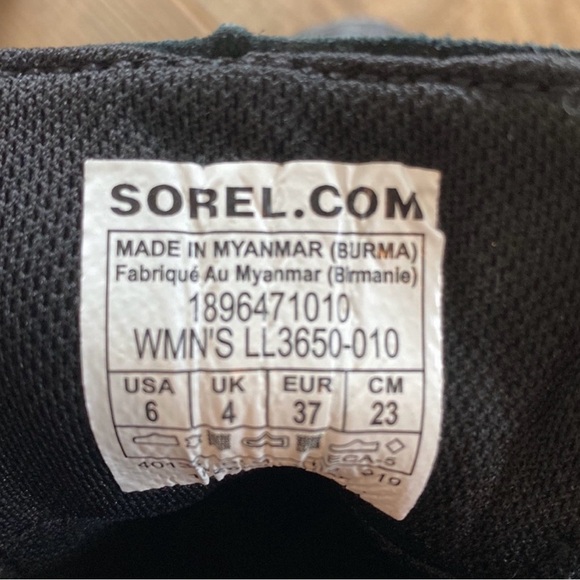 SOREL.COM
MADE IN MYANMAR (BURMA)
Fabriqué Au Myanmar (Birmanie)
1896471010
WMN'S LL3650-010
USA UK EUR CM
6 4 37 23